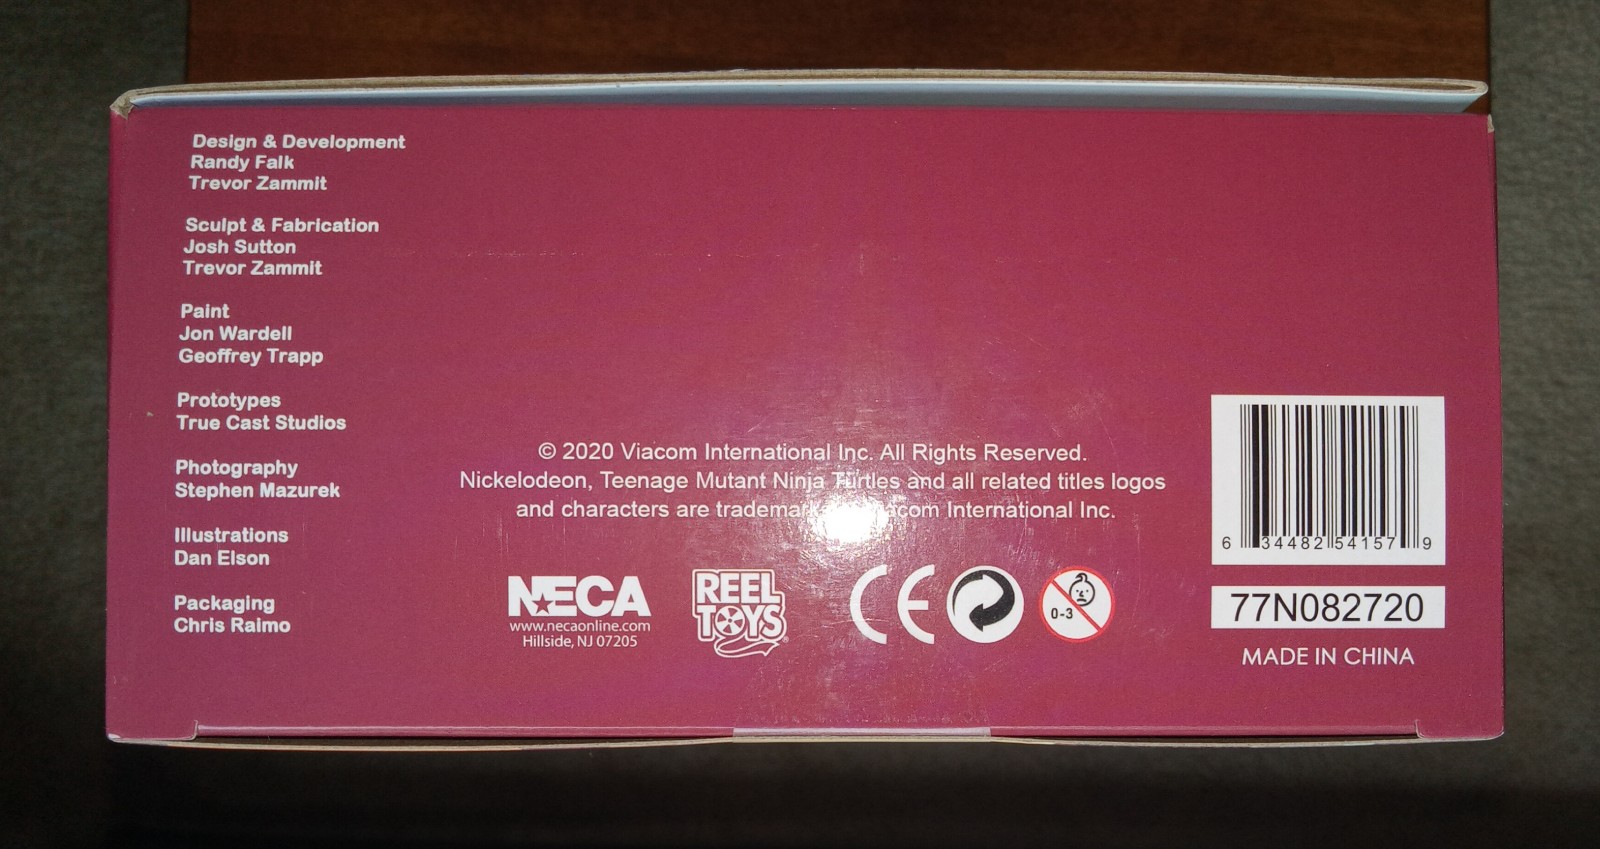 Design & Development
Randy Falk
Trevor Zammit
Sculpt & Fabrication
Josh Sutton
Trevor Zammit
Paint
Jon Wardell
Geoffrey Trapp
Prototypes
True Cast Studios
Photography
Stephen Mazurek
Illustrations
Dan Elson
Packaging
Chris Raimo
© 2020 Viacom International Inc. All Rights Reserved.
Nickelodeon, Teenage Mutant Ninja Turtles and all related titles logos
and characters are International Inc.
NECA
www.necaonline.com
Hillside, NJ 07205
REEL
TOYS®
CE
0-3
6 34482 54157 9
77N082720
MADE IN CHINA